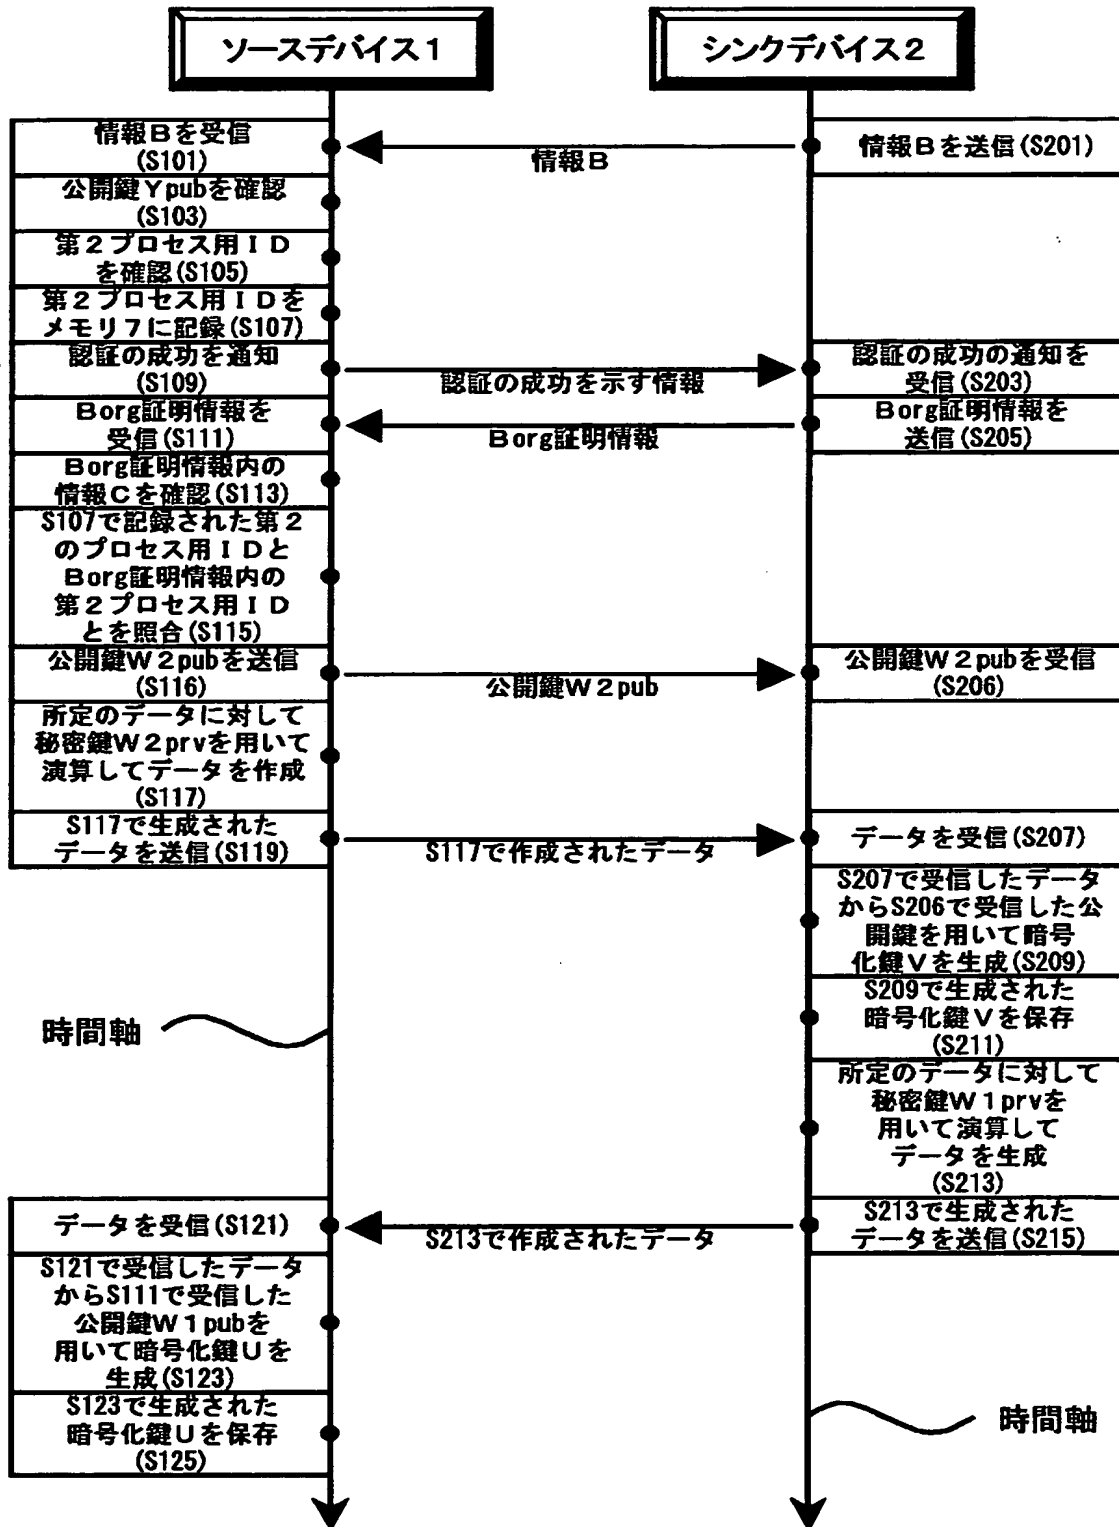 ソースデバイス1
シンクデバイス2
情報Bを受信
(S101)
情報B
情報Bを送信(S201)
公開鍵Ypubを確認
(S103)
第2プロセス用ID
を確認(S105)
第2プロセス用IDを
メモリ7に記録(S107)
認証の成功を通知
(S109)
認証の成功を示す情報
認証の成功の通知を
受信(S203)
Borg証明情報を
受信(S111)
Borg証明情報
Borg証明情報を
送信(S205)
Borg証明情報内の
情報Cを確認(S113)
S107で記録された第2
のプロセス用IDと
Borg証明情報内の
第2プロセス用ID
とを照合(S115)
公開鍵W2pubを送信
(S116)
公開鍵W2pub
公開鍵W2pubを受信
(S206)
所定のデータに対して
秘密鍵W2prvを用いて
演算してデータを作成
(S117)
S117で生成された
データを送信(S119)
S117で作成されたデータ
データを受信(S207)
S207で受信したデータ
からS206で受信した公
開鍵を用いて暗号
化鍵Vを生成(S209)
S209で生成された
暗号化鍵Vを保存
(S211)
時間軸
所定のデータに対して
秘密鍵W1prvを
用いて演算して
データを生成
(S213)
データを受信(S121)
S213で作成されたデータ
S213で生成された
データを送信(S215)
S121で受信したデータ
からS111で受信した
公開鍵W1pubを
用いて暗号化鍵Uを
生成(S123)
S123で生成された
暗号化鍵Uを保存
(S125)
時間軸